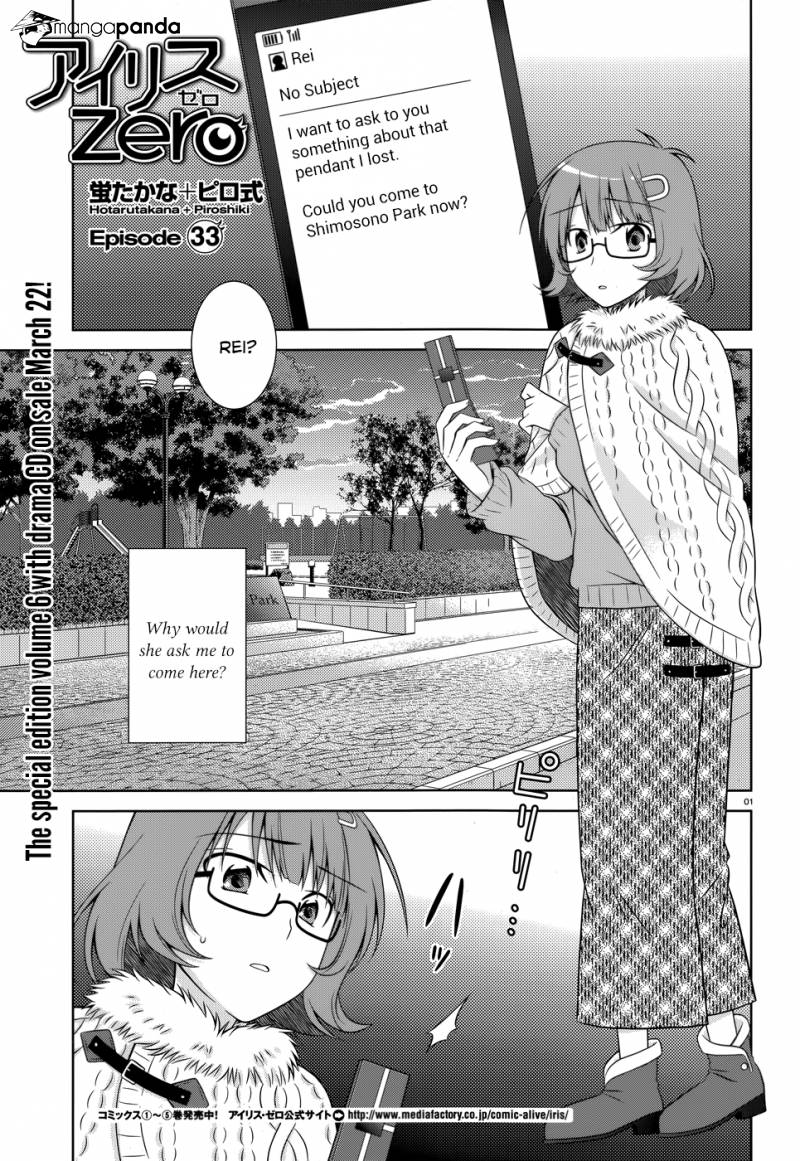 mangapanda
アイリス
ゼロ
zero
蛍たかな+ピロ式
Hotarutakana + Piroshiki
Episode 33
Rei
No Subject
I want to ask to you
something about that
pendant I lost.
Could you come to
Shimosono Park now?
The special edition volume 6 with drama CD on sale March 22!
REI?
Park
Why would
she ask me to
come here?
ピリリ…
01
ハッ
コミックス①~⑤巻発売中! アイリス・ゼロ公式サイト http://www.mediafactory.co.jp/comic-alive/iris/